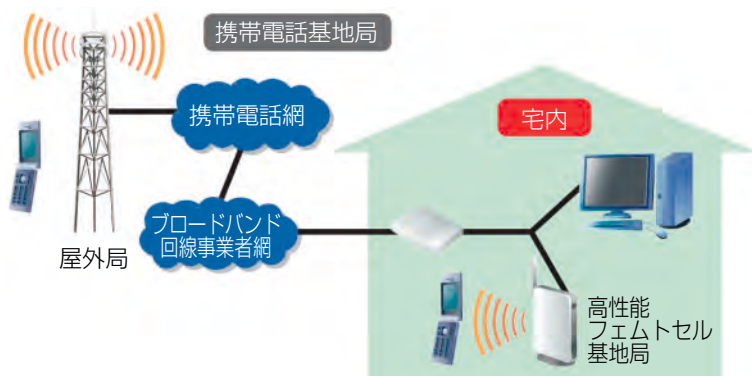 携帯電話基地局
携帯電話網
宅内
ブロードバンド
回線事業者網
屋外局
高性能
フェムトセル
基地局